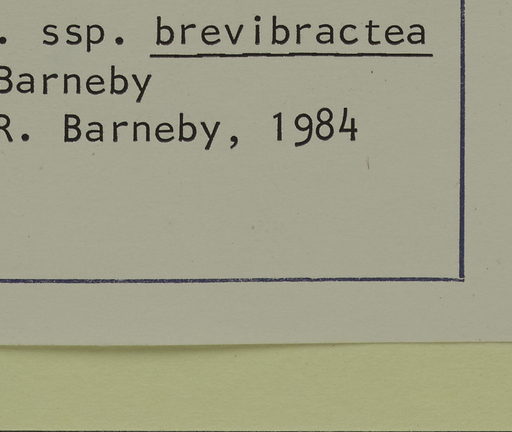 . ssp. brevibractea
Barneby
R. Barneby, 1984